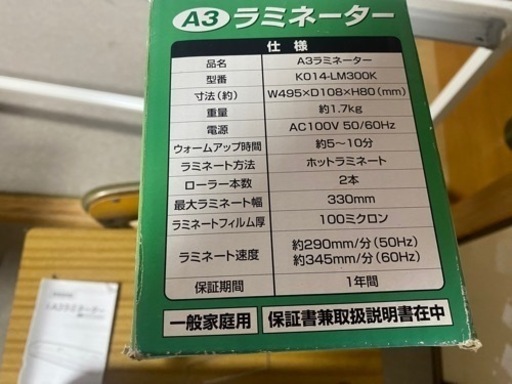 A3 ラミネーター
仕様
品名 A3ラミネーター
型番 K014-LM300K
寸法(約) W495×D108×H80(mm)
重量 約1.7kg
電源 AC100V 50/60Hz
ウォームアップ時間 約5〜10分
ラミネート方法 ホットラミネート
ローラー本数 2本
最大ラミネート幅 330mm
ラミネートフィルム厚 100ミクロン
ラミネート速度 約290mm/分(50Hz)
約345mm/分(60Hz)
保証期間 1年間
一般家庭用 保証書兼取扱説明書在中
A3ラミネーター